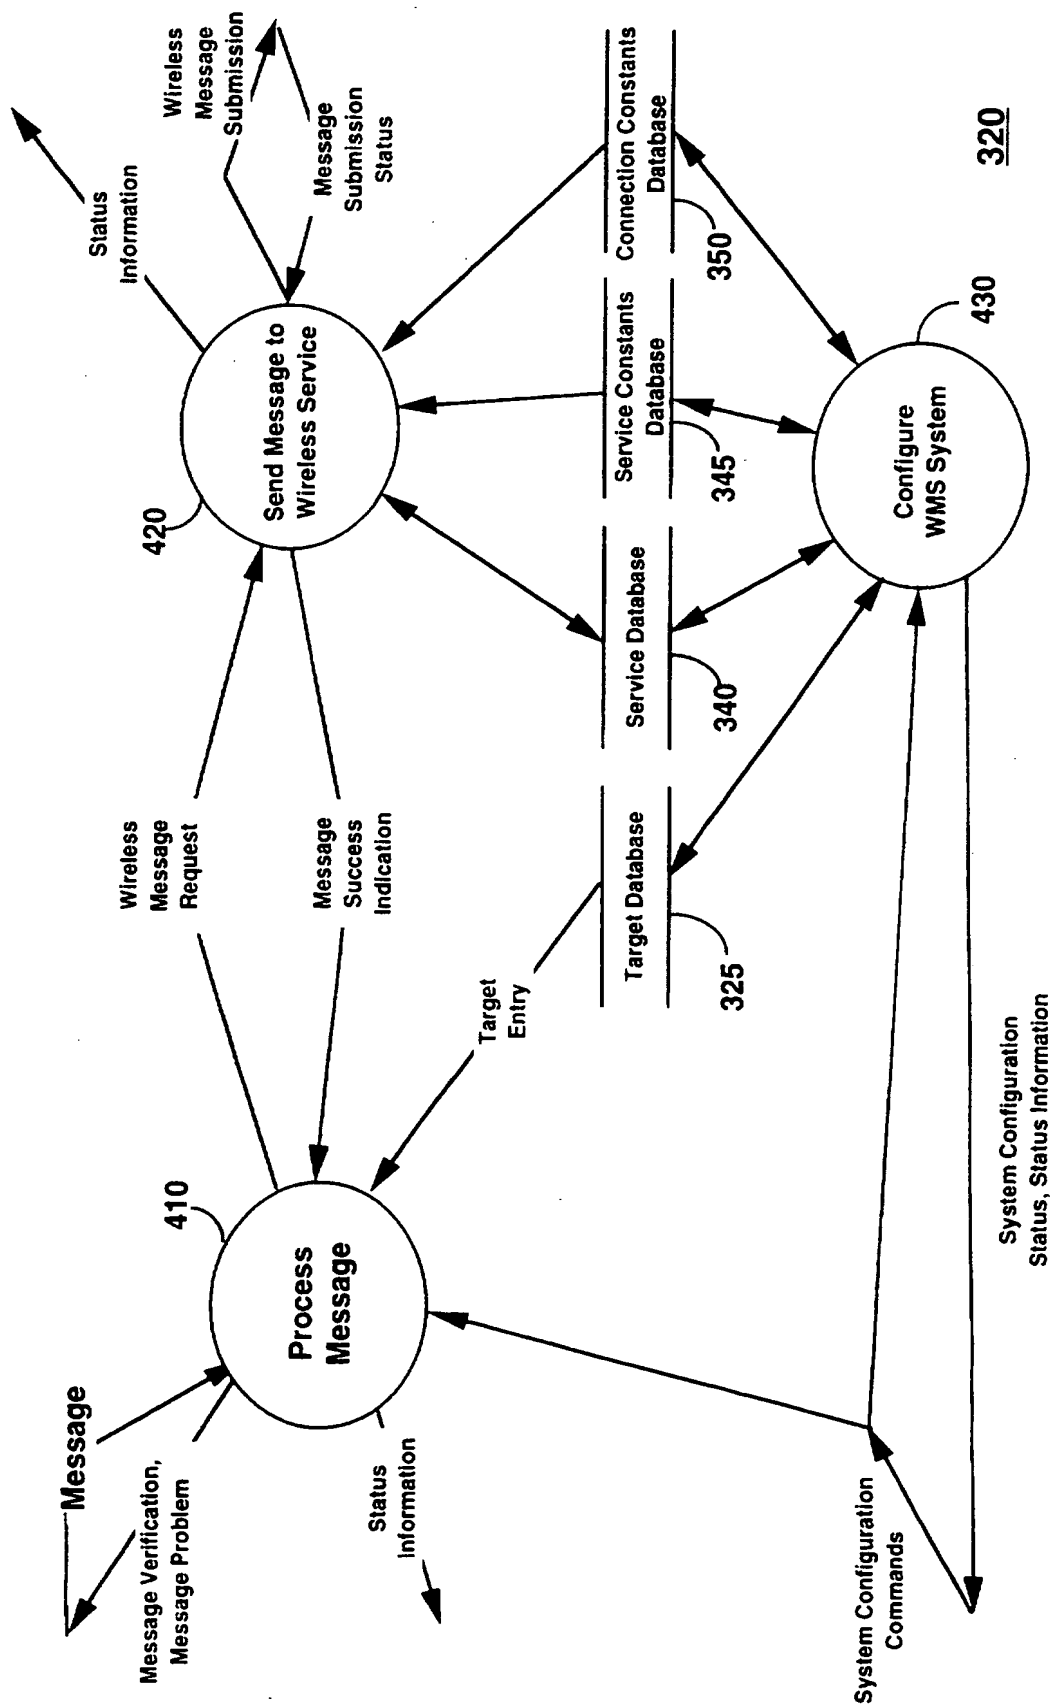 Message
Message Verification,
Message Problem
Status
Information
410
Process
Message
Wireless
Message
Request
Message
Success
Indication
Target
Entry
420
Send Message to
Wireless Service
Status
Information
Wireless
Message
Submission
Message
Submission
Status
Target Database
325
Service Database
340
Service Constants
Database
345
Connection Constants
Database
350
Configure
WMS System
430
System Configuration
Commands
System Configuration
Status, Status Information
320